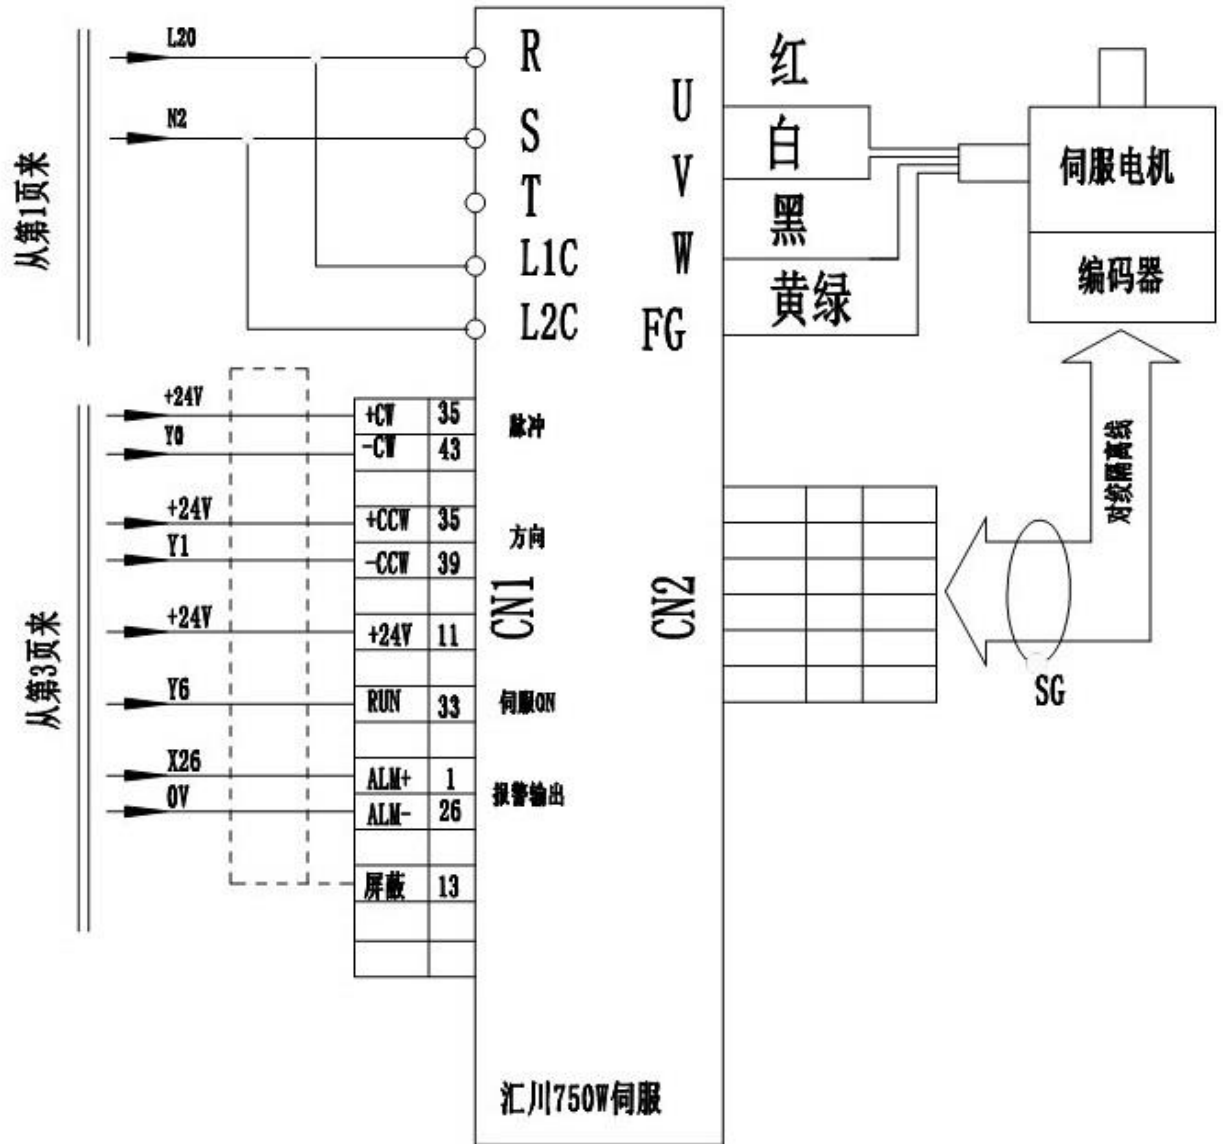 从第1页来
L20
N2
R
S
T
L1C
L2C
U
V
W
FG
红
白
黑
黄绿
伺服电机
编码器
对绞隔离线
从第3页来
+24V
Y0
+24V
Y1
+24V
Y6
X26
0V
+CW 35
-CW 43
+CCW 35
-CCW 39
+24V 11
RUN 33
ALM+ 1
ALM- 26
屏蔽 13
脉冲
方向
CN1
伺服ON
报警输出
CN2
SG
汇川750W伺服